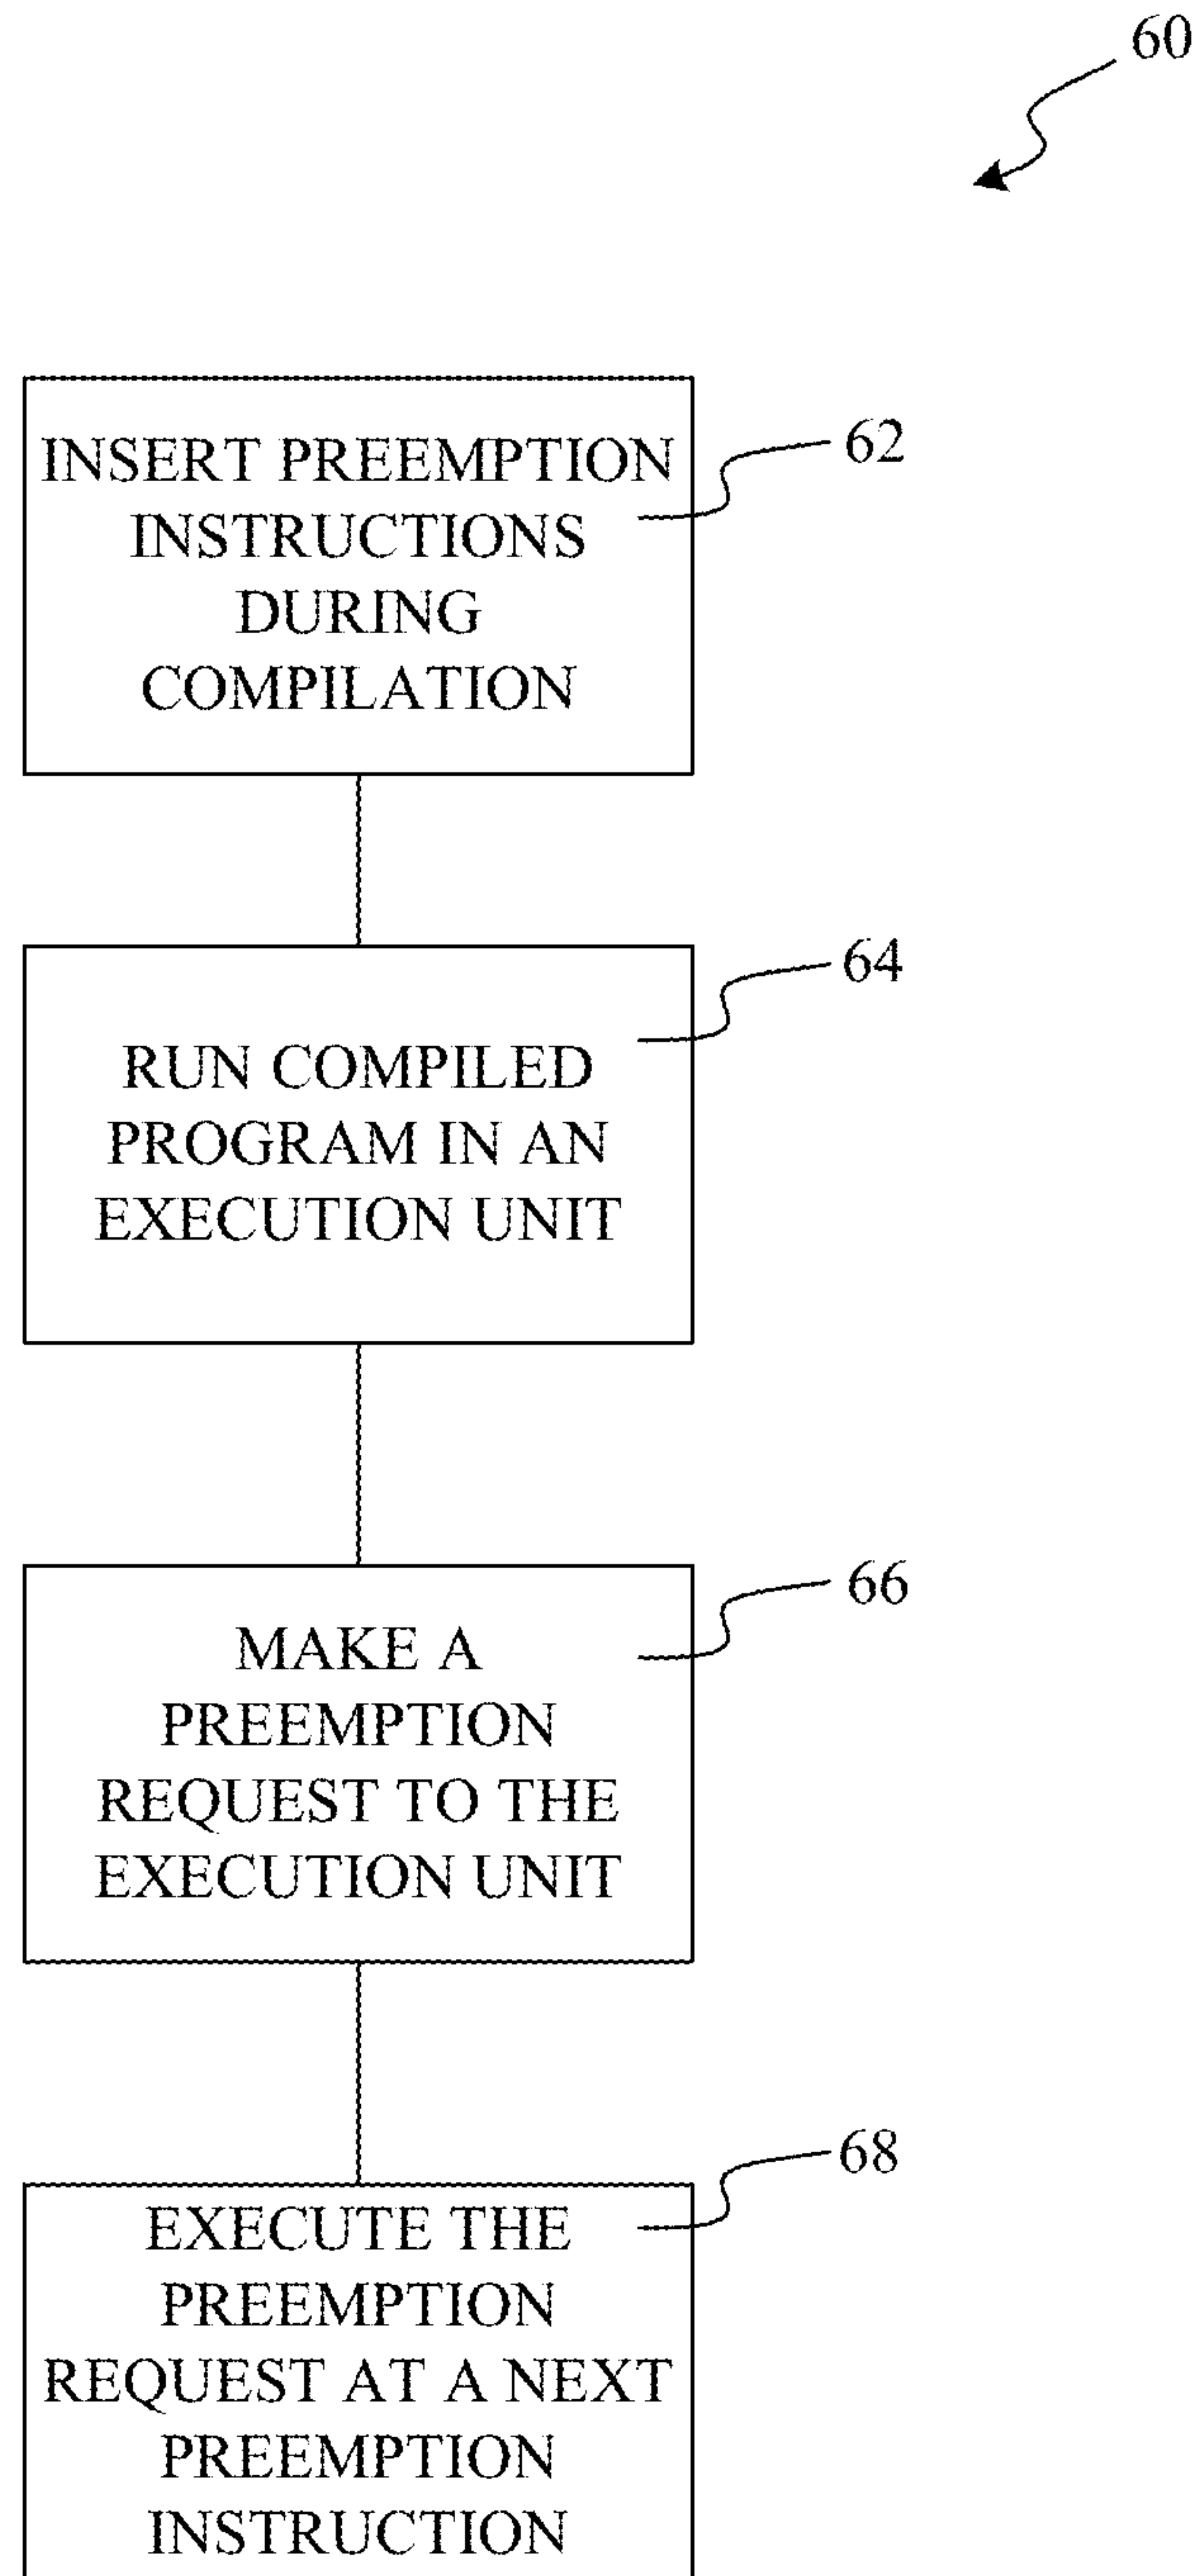 60
INSERT PREEMPTION
INSTRUCTIONS
DURING
COMPILATION
62
RUN COMPILED
PROGRAM IN AN
EXECUTION UNIT
64
MAKE A
PREEMPTION
REQUEST TO THE
EXECUTION UNIT
66
EXECUTE THE
PREEMPTION
REQUEST AT A NEXT
PREEMPTION
INSTRUCTION
68